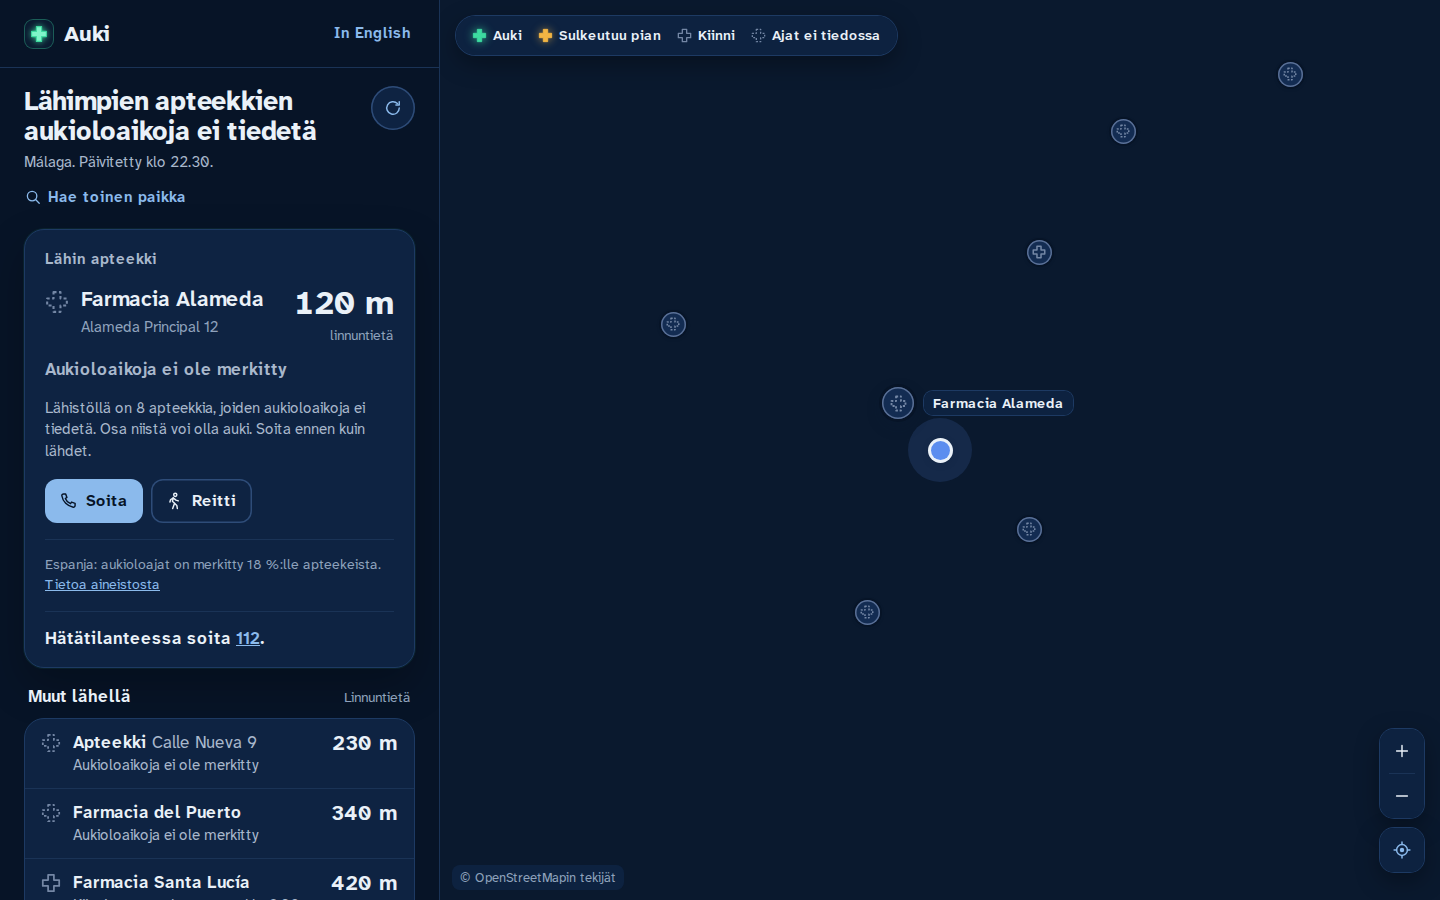 Auki
In English
Lähimpien apteekkien
aukioloaikoja ei tiedetä
Málaga. Päivitetty klo 22.30.
Hae toinen paikka
Lähin apteekki
Farmacia Alameda
120 m
Alameda Principal 12
linnuntietä
Aukioloaikoja ei ole merkitty
Lähistöllä on 8 apteekkia, joiden aukioloaikoja ei
tiedetä. Osa niistä voi olla auki. Soita ennen kuin
lähdet.
Soita
Reitti
Espanja: aukioloajat on merkitty 18 %:lle apteekeista.
Tietoa aineistosta
Hätätilanteessa soita 112.
Muut lähellä
Linnuntietä
Apteekki Calle Nueva 9
230 m
Aukioloaikoja ei ole merkitty
Farmacia del Puerto
340 m
Aukioloaikoja ei ole merkitty
Farmacia Santa Lucía
420 m
Auki
Sulkeutuu pian
Kiinni
Ajat ei tiedossa
Farmacia Alameda
© OpenStreetMapin tekijät